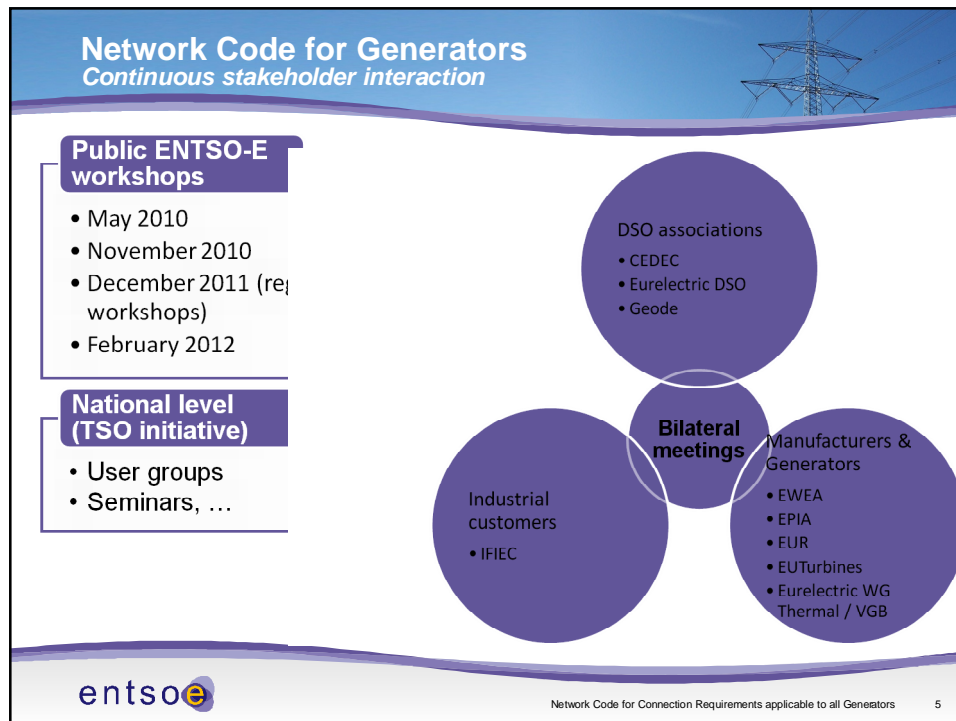 Network Code for Generators
Continuous stakeholder interaction
Public ENTSO-E
workshops
• May 2010
• November 2010
• December 2011 (reg
workshops)
• February 2012
National level
(TSO initiative)
• User groups
• Seminars, …
DSO associations
• CEDEC
• Eurelectric DSO
• Geode
Bilateral
meetings
Industrial
customers
• IFIEC
Manufacturers &
Generators
• EWEA
• EPIA
• EUR
• EUTurbines
• Eurelectric WG
Thermal / VGB
entsoe
Network Code for Connection Requirements applicable to all Generators 5